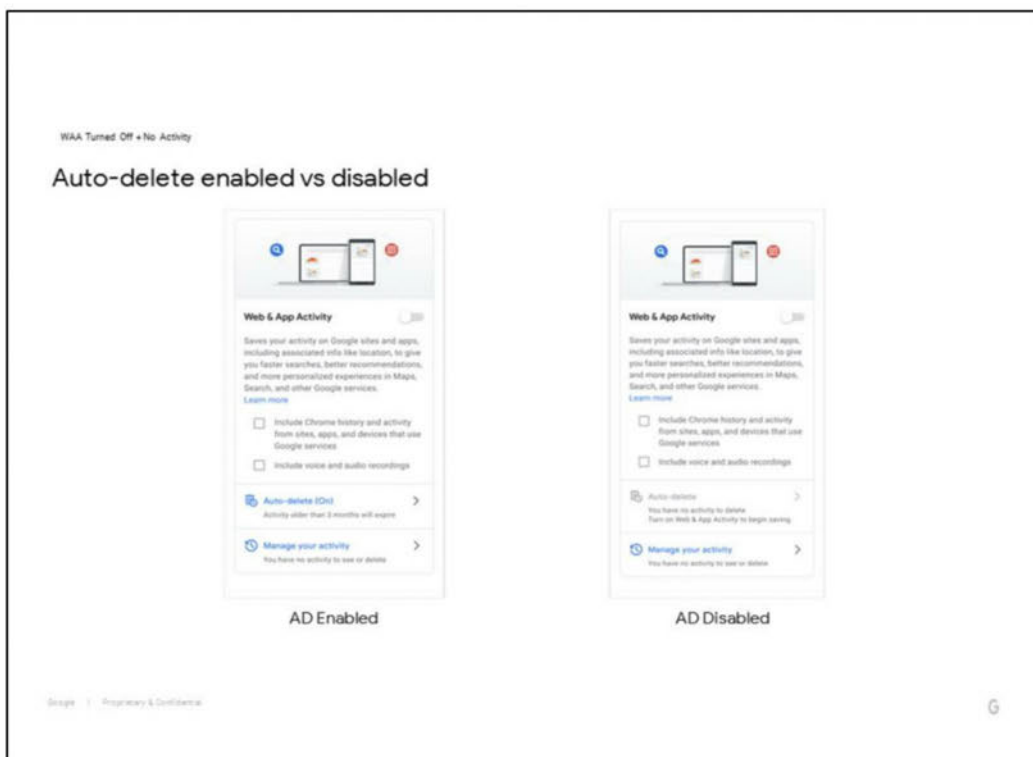 WAA Turned Off + No Activity
Auto-delete enabled vs disabled
Web & App Activity
Saves your activity on Google sites and apps,
including associated info like location, to give
you faster searches, better recommendations,
and more personalized experiences in Maps,
Search, and other Google services.
Learn more
Include Chrome history and activity
from sites, apps, and devices that use
Google services
Include voice and audio recordings
Auto-delete (On)
Activity older than 3 months will expire
Manage your activity
You have no activity to see or delete
AD Enabled
Web & App Activity
Saves your activity on Google sites and apps,
including associated info like location, to give
you faster searches, better recommendations,
and more personalized experiences in Maps,
Search, and other Google services.
Learn more
Include Chrome history and activity
from sites, apps, and devices that use
Google services
Include voice and audio recordings
Auto-delete
You have no activity to delete
Turn on Web & App Activity to begin saving
Manage your activity
You have no activity to see or delete
AD Disabled
Google | Proprietary & Confidential
G